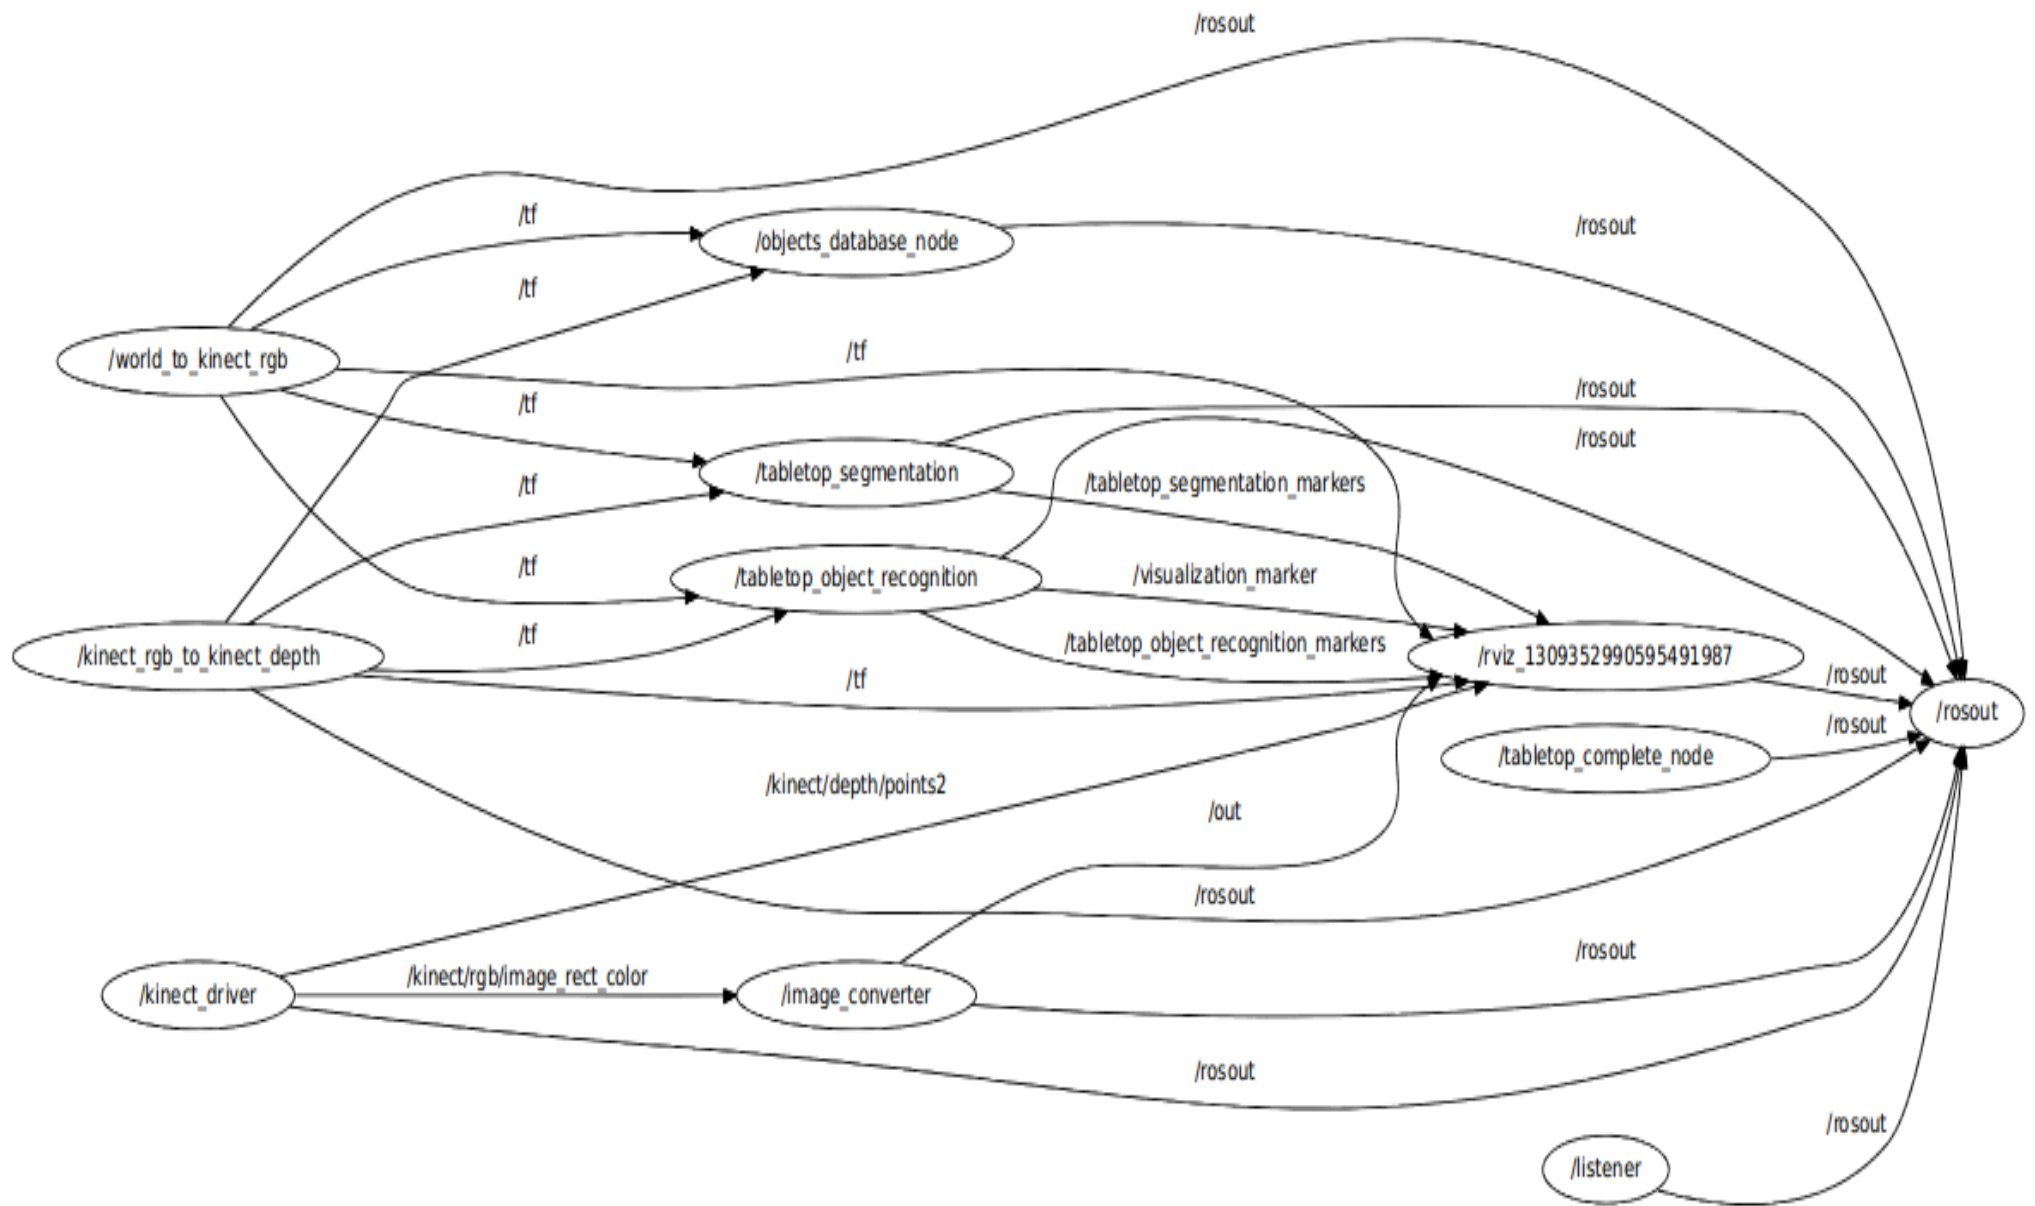 /rosout
/tf
/objects_database_node
/rosout
/tf
/world_to_kinect_rgb
/tf
/tf
/rosout
/rosout
/tabletop_segmentation
/tf
/tabletop_segmentation_markers
/tf
/tabletop_object_recognition
/visualization_marker
/tf
/tabletop_object_recognition_markers
/kinect_rgb_to_kinect_depth
/rviz_1309352990595491987
/tf
/rosout
/rosout
/rosout
/tabletop_complete_node
/kinect/depth/points2
/out
/rosout
/rosout
/kinect/rgb/image_rect_color
/kinect_driver
/image_converter
/rosout
/rosout
/listener